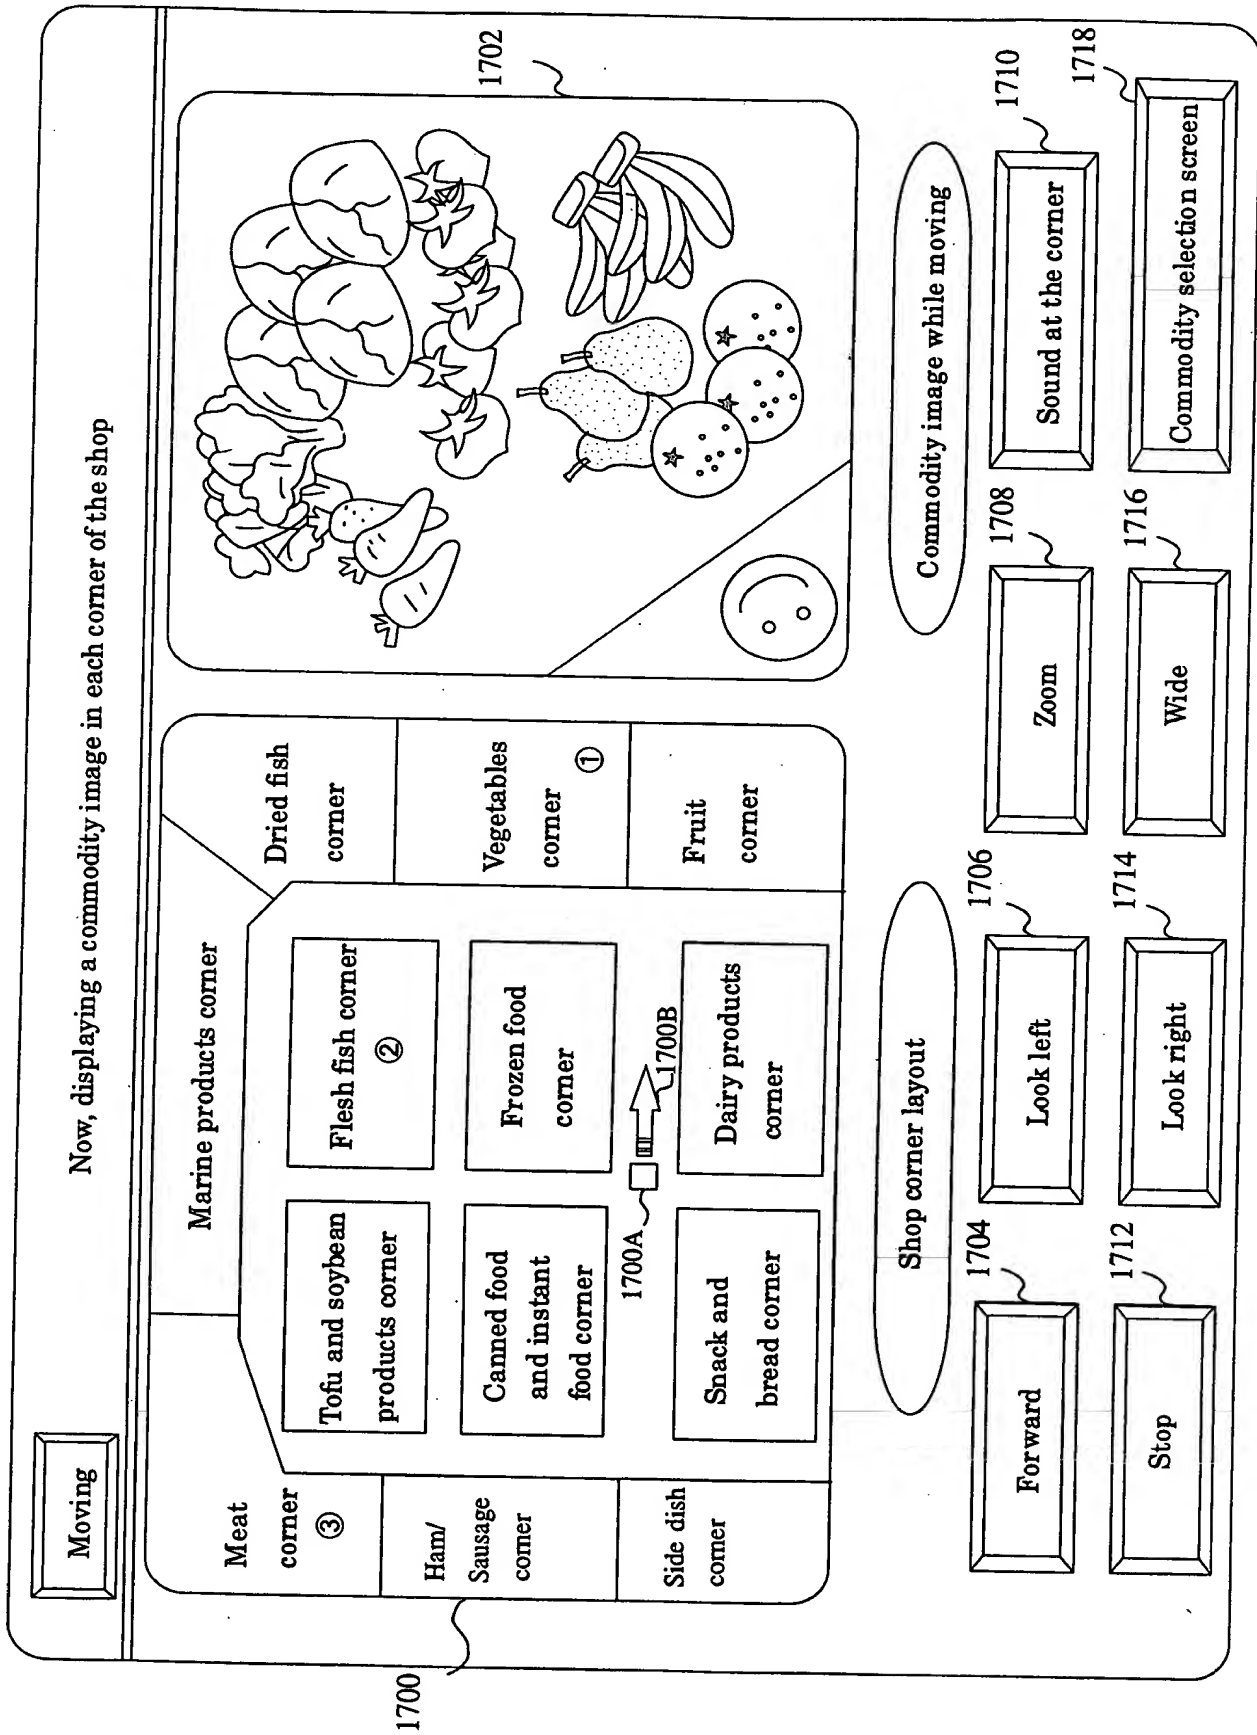 Moving
Now, displaying a commodity image in each corner of the shop
1700
Meat
corner
③
Marine products corner
Dried fish
corner
Ham/
Sausage
corner
Side dish
corner
Tofu and soybean
products corner
Flesh fish corner
②
Vegetables
corner
①
Canned food
and instant
food corner
Frozen food
corner
Fruit
corner
1700A
1700B
Snack and
bread corner
Dairy products
corner
1702
Shop corner layout
Commodity image while moving
1704
Forward
1706
Look left
1708
Zoom
1710
Sound at the corner
1712
Stop
1714
Look right
1716
Wide
1718
Commodity selection screen